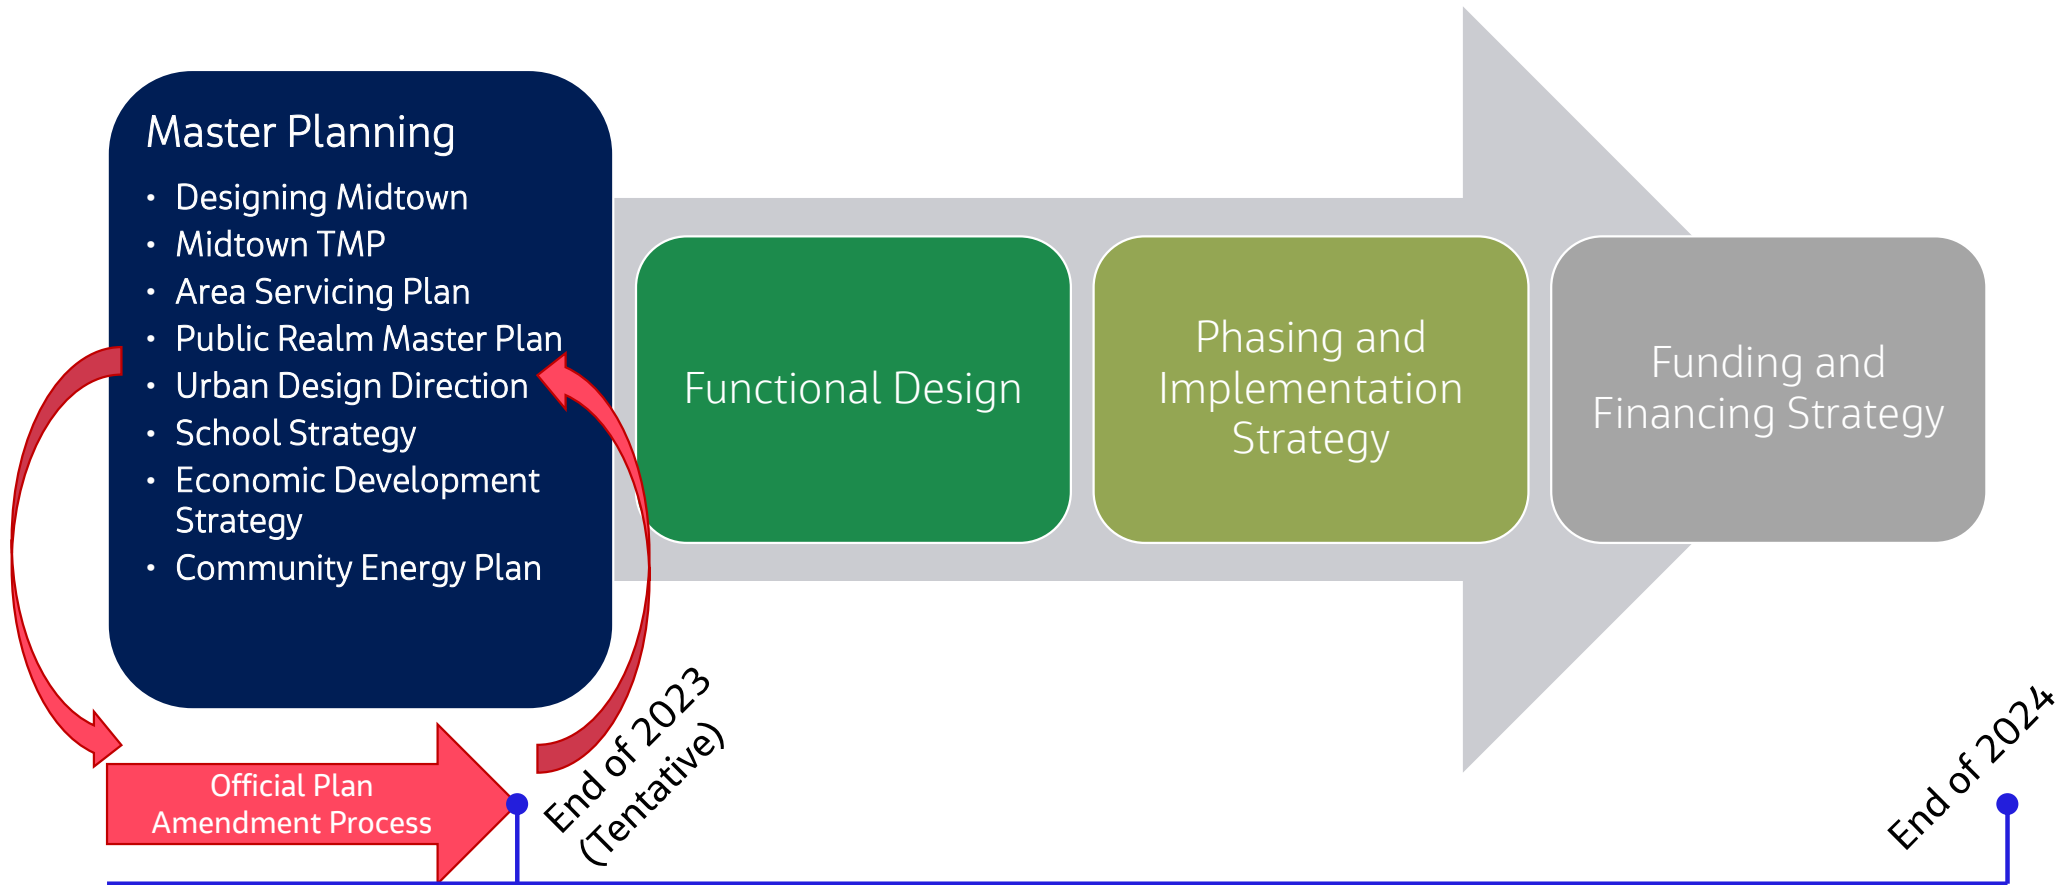 Master Planning
• Designing Midtown
• Midtown TMP
• Area Servicing Plan
• Public Realm Master Plan
• Urban Design Direction
• School Strategy
• Economic Development
Strategy
• Community Energy Plan
Functional Design
Phasing and
Implementation
Strategy
Funding and
Financing Strategy
Official Plan
Amendment Process
End of 2023
(Tentative)
End of 2024